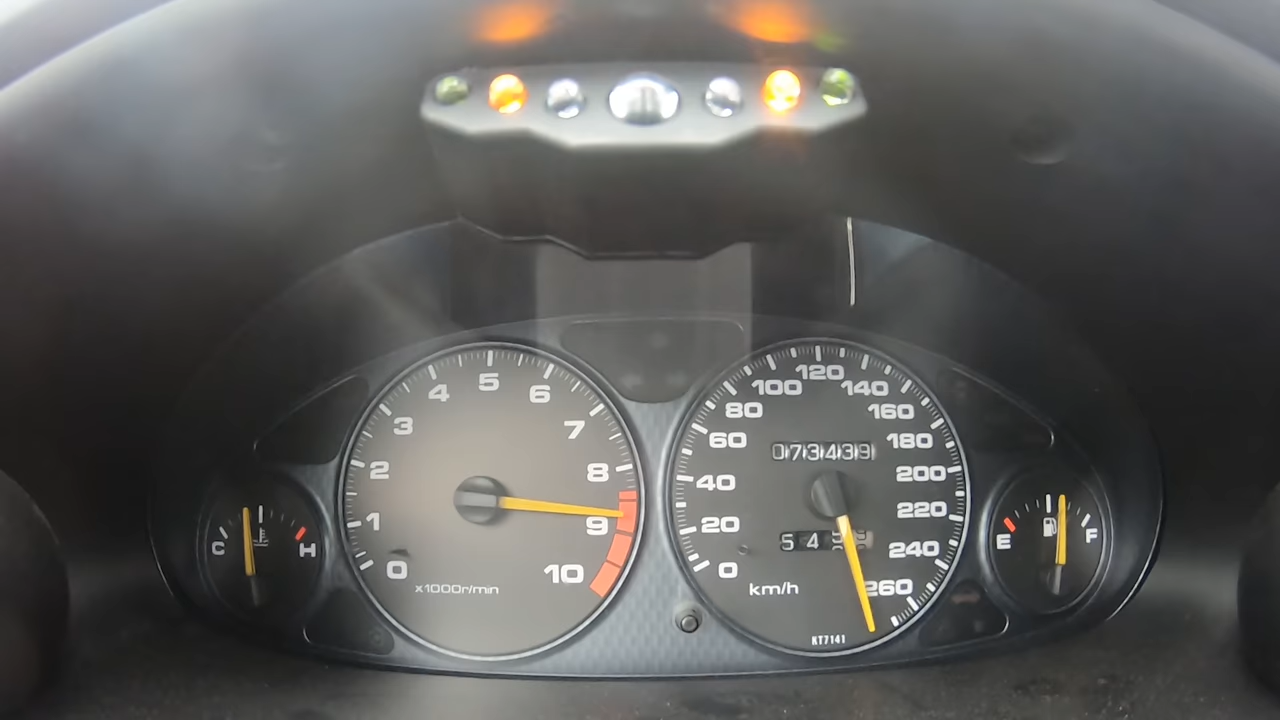 0 1 2 3 4 5 6 7 8 9 10
x1000r/min
0 20 40 60 80 100 120 140 160 180 200 220 240 260
073439
54
km/h
KT7141
C H
E F